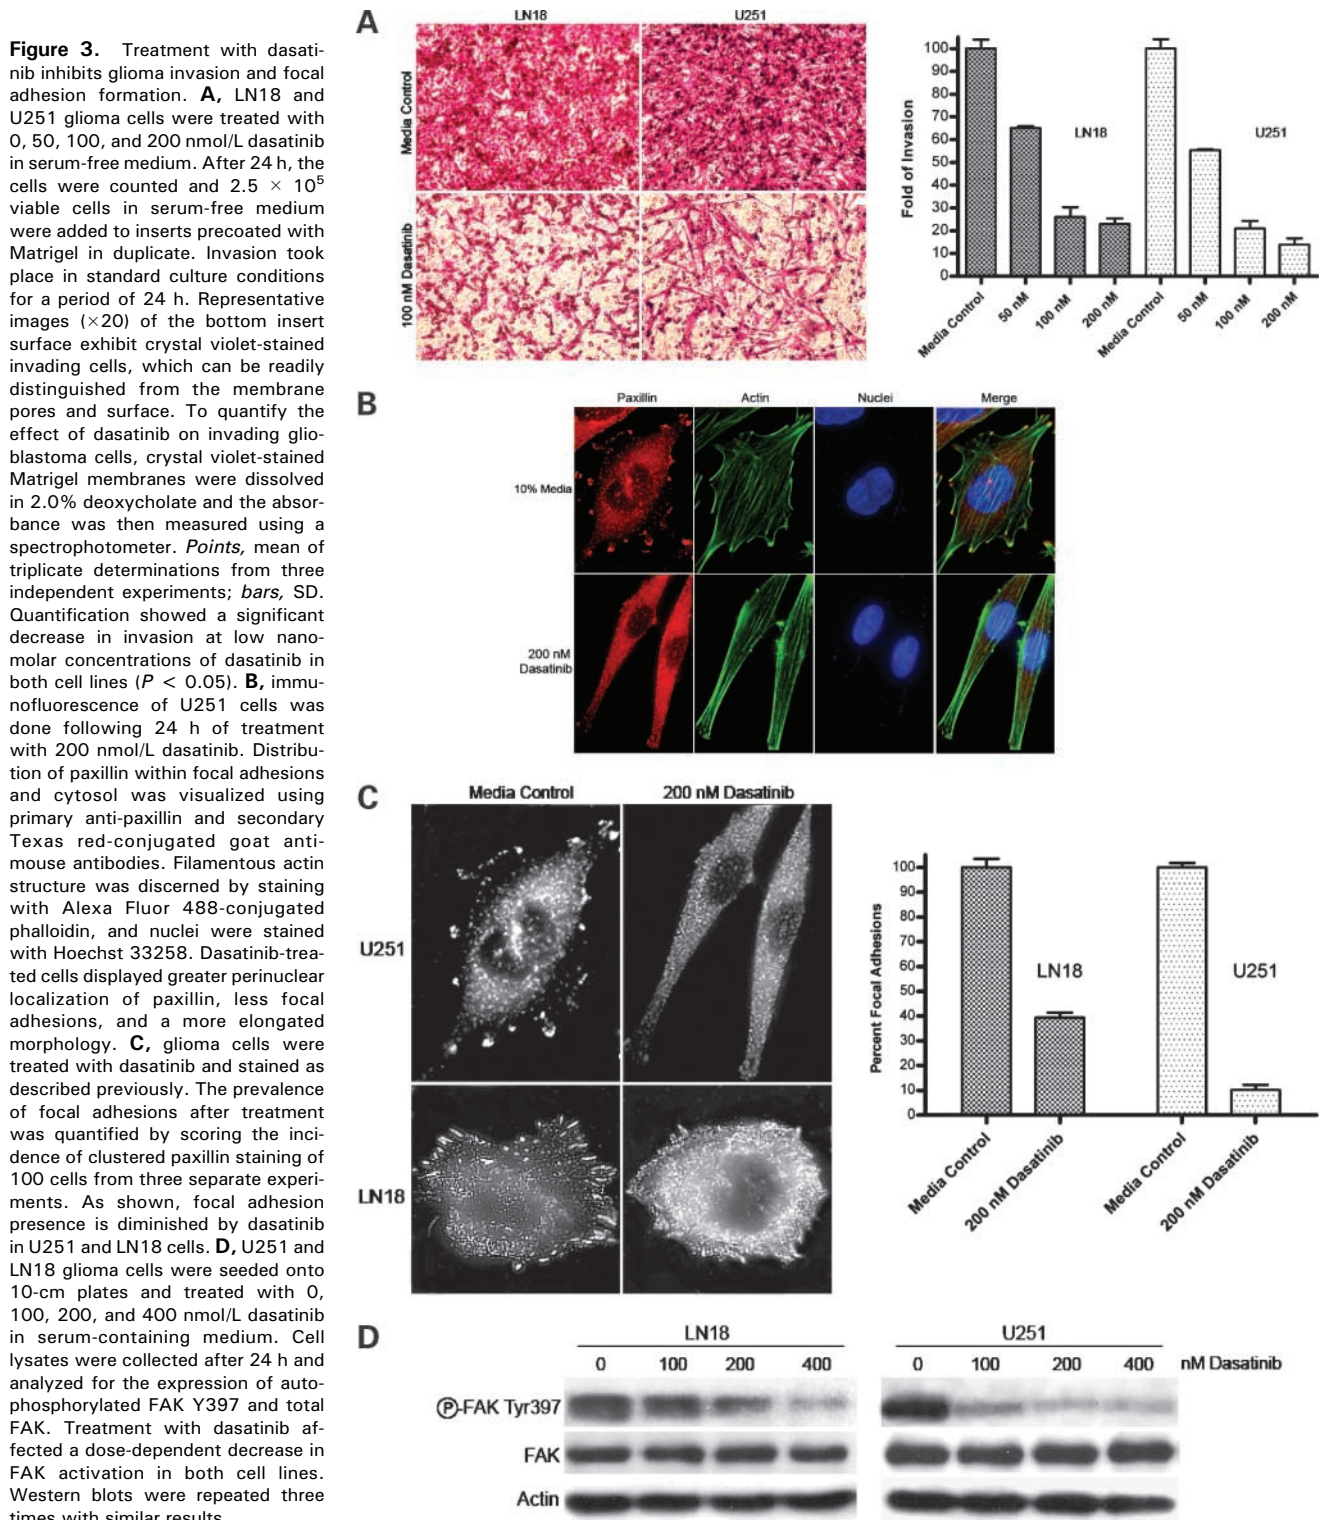 Figure 3. Treatment with dasati-
nib inhibits glioma invasion and focal
adhesion formation. A, LN18 and
U251 glioma cells were treated with
0, 50, 100, and 200 nmol/L dasatinib
in serum-free medium. After 24 h, the
cells were counted and 2.5 × 10⁵
viable cells in serum-free medium
were added to inserts precoated with
Matrigel in duplicate. Invasion took
place in standard culture conditions
for a period of 24 h. Representative
images (×20) of the bottom insert
surface exhibit crystal violet-stained
invading cells, which can be readily
distinguished from the membrane
pores and surface. To quantify the
effect of dasatinib on invading glio-
blastoma cells, crystal violet-stained
Matrigel membranes were dissolved
in 2.0% deoxycholate and the absor-
bance was then measured using a
spectrophotometer. Points, mean of
triplicate determinations from three
independent experiments; bars, SD.
Quantification showed a significant
decrease in invasion at low nano-
molar concentrations of dasatinib in
both cell lines (P < 0.05). B, immu-
nofluorescence of U251 cells was
done following 24 h of treatment
with 200 nmol/L dasatinib. Distribu-
tion of paxillin within focal adhesions
and cytosol was visualized using
primary anti-paxillin and secondary
Texas red-conjugated goat anti-
mouse antibodies. Filamentous actin
structure was discerned by staining
with Alexa Fluor 488-conjugated
phalloidin, and nuclei were stained
with Hoechst 33258. Dasatinib-trea-
ted cells displayed greater perinuclear
localization of paxillin, less focal
adhesions, and a more elongated
morphology. C, glioma cells were
treated with dasatinib and stained as
described previously. The prevalence
of focal adhesions after treatment
was quantified by scoring the inci-
dence of clustered paxillin staining of
100 cells from three separate experi-
ments. As shown, focal adhesion
presence is diminished by dasatinib
in U251 and LN18 cells. D, U251 and
LN18 glioma cells were seeded onto
10-cm plates and treated with 0,
100, 200, and 400 nmol/L dasatinib
in serum-containing medium. Cell
lysates were collected after 24 h and
analyzed for the expression of auto-
phosphorylated FAK Y397 and total
FAK. Treatment with dasatinib af-
fected a dose-dependent decrease in
FAK activation in both cell lines.
Western blots were repeated three
times with similar results.
A
LN18 U251
Media Control
100 nM Dasatinib
Fold of Invasion
100
90
80
70
60
50
40
30
20
10
0
LN18
U251
Media Control
50 nM
100 nM
200 nM
Media Control
50 nM
100 nM
200 nM
B
Paxillin Actin Nuclei Merge
10% Media
200 nM
Dasatinib
C
Media Control 200 nM Dasatinib
U251
LN18
Percent Focal Adhesions
100
90
80
70
60
50
40
30
20
10
0
LN18
U251
Media Control
200 nM Dasatinib
Media Control
200 nM Dasatinib
D
LN18 U251
0 100 200 400 0 100 200 400 nM Dasatinib
Ⓟ-FAK Tyr397
FAK
Actin